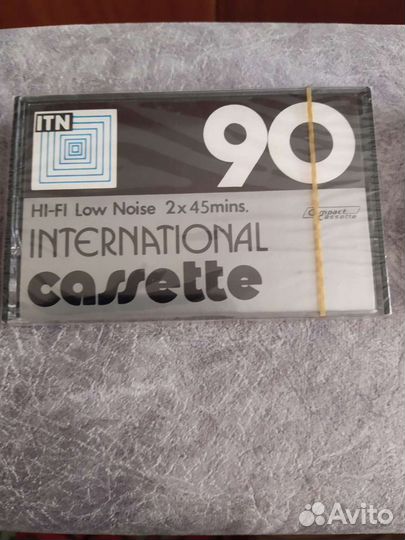 ITN
90
HI-FI Low Noise 2x45mins.
Compact
Cassette
INTERNATIONAL
cassette
Avito